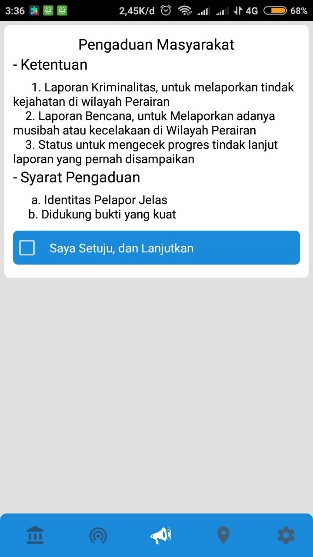 3:36 2,45K/d 4G 68%
Pengaduan Masyarakat
- Ketentuan
1. Laporan Kriminalitas, untuk melaporkan tindak
kejahatan di wilayah Perairan
2. Laporan Bencana, untuk Melaporkan adanya
musibah atau kecelakaan di Wilayah Perairan
3. Status untuk mengecek progres tindak lanjut
laporan yang pernah disampaikan
- Syarat Pengaduan
a. Identitas Pelapor Jelas
b. Didukung bukti yang kuat
Saya Setuju, dan Lanjutkan